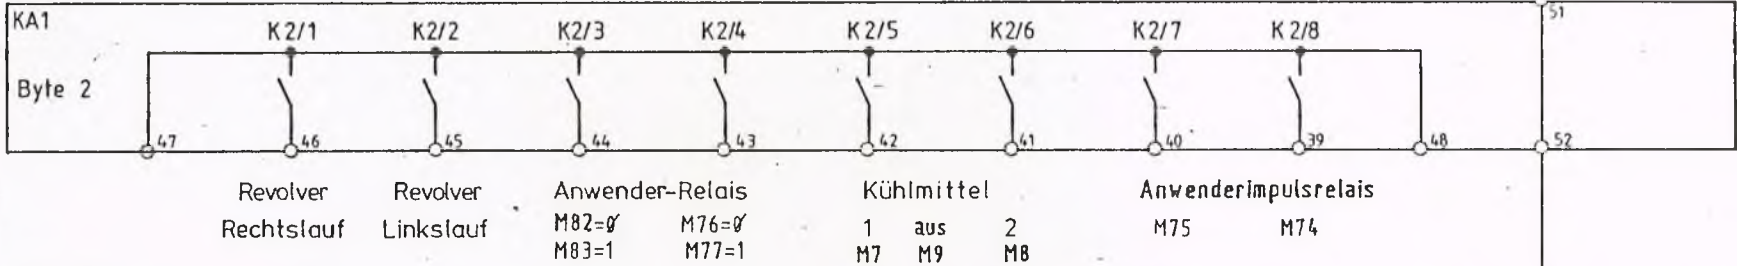 KA1
K2/1 K2/2 K2/3 K2/4 K2/5 K2/6 K2/7 K2/8
51
Byte 2
47 46 45 44 43 42 41 40 39 48 52
Revolver Revolver Anwender-Relais Kühlmittel Anwenderimpulsrelais
Rechtslauf Linkslauf M82=0 M76=0 1 aus 2 M75 M74
M83=1 M77=1 M7 M9 M8